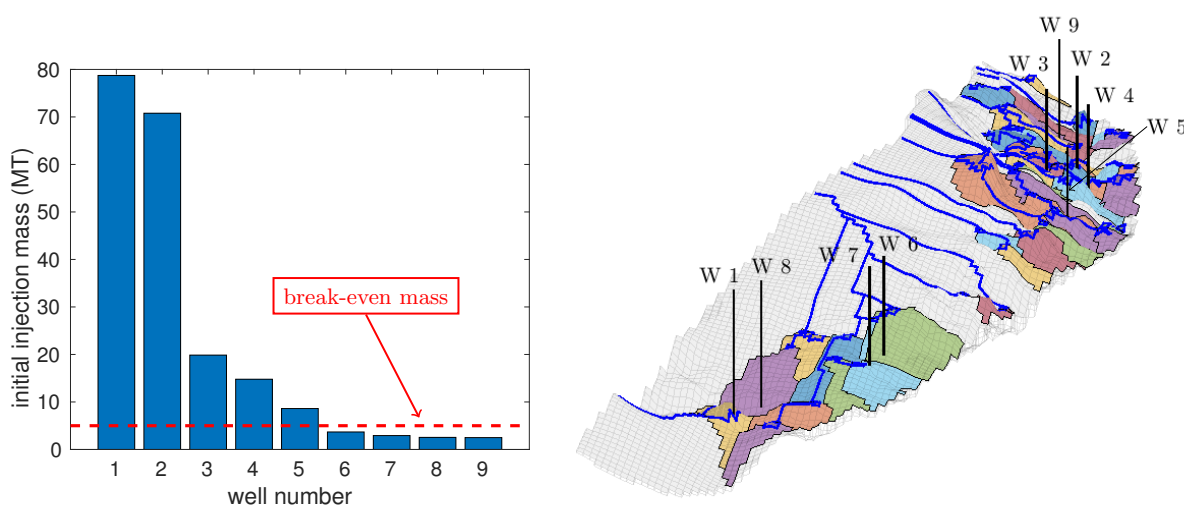 80
70
60
50
40
30
20
10
0
initial injection mass (MT)
break-even mass
1 2 3 4 5 6 7 8 9
well number
W 9
W 3
W 2
W 4
W 5
W 6
W 7
W 1
W 8